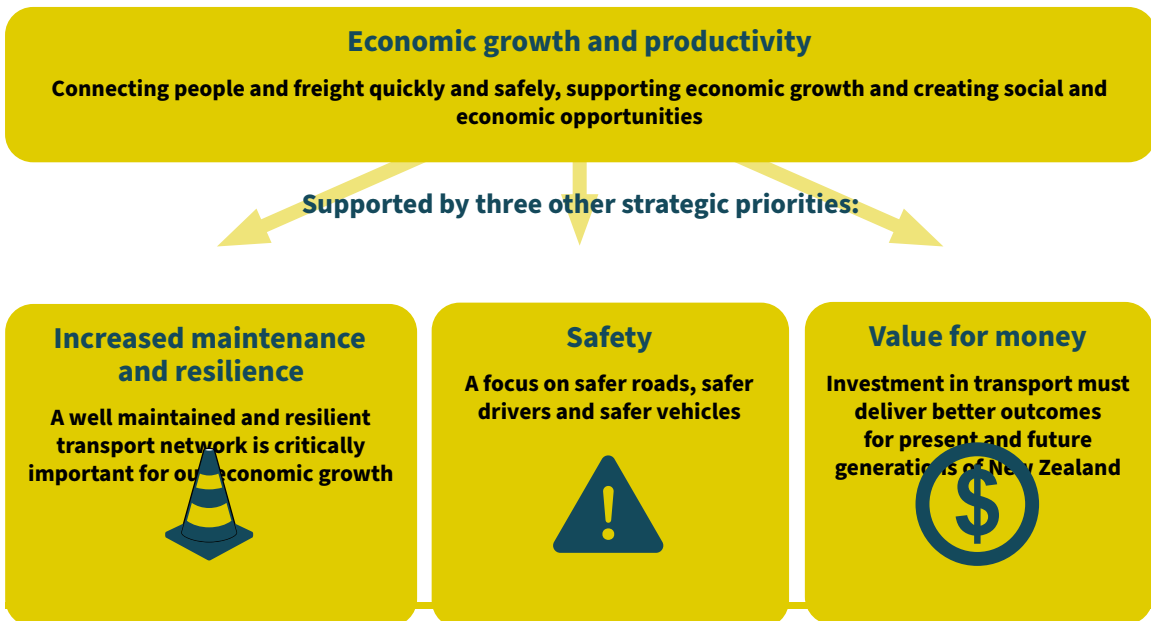 Economic growth and productivity
Connecting people and freight quickly and safely, supporting economic growth and creating social and
economic opportunities
Supported by three other strategic priorities:
Increased maintenance
and resilience
A well maintained and resilient
transport network is critically
important for our economic growth
Safety
A focus on safer roads, safer
drivers and safer vehicles
Value for money
Investment in transport must
deliver better outcomes
for present and future
generations of New Zealand
$